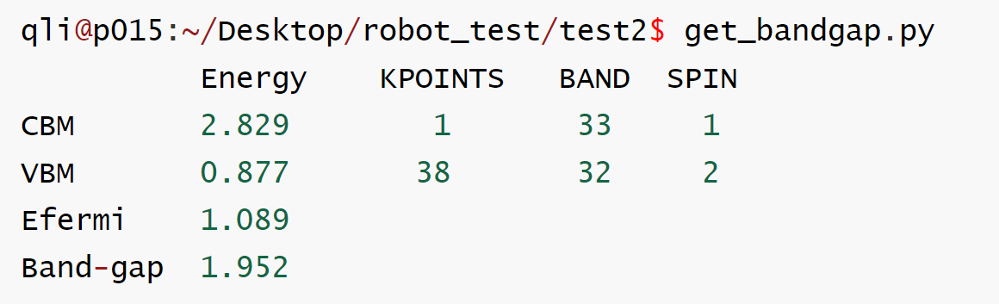 qli@p015:~/Desktop/robot_test/test2$ get_bandgap.py
Energy KPOINTS BAND SPIN
CBM 2.829 1 33 1
VBM 0.877 38 32 2
Efermi 1.089
Band-gap 1.952